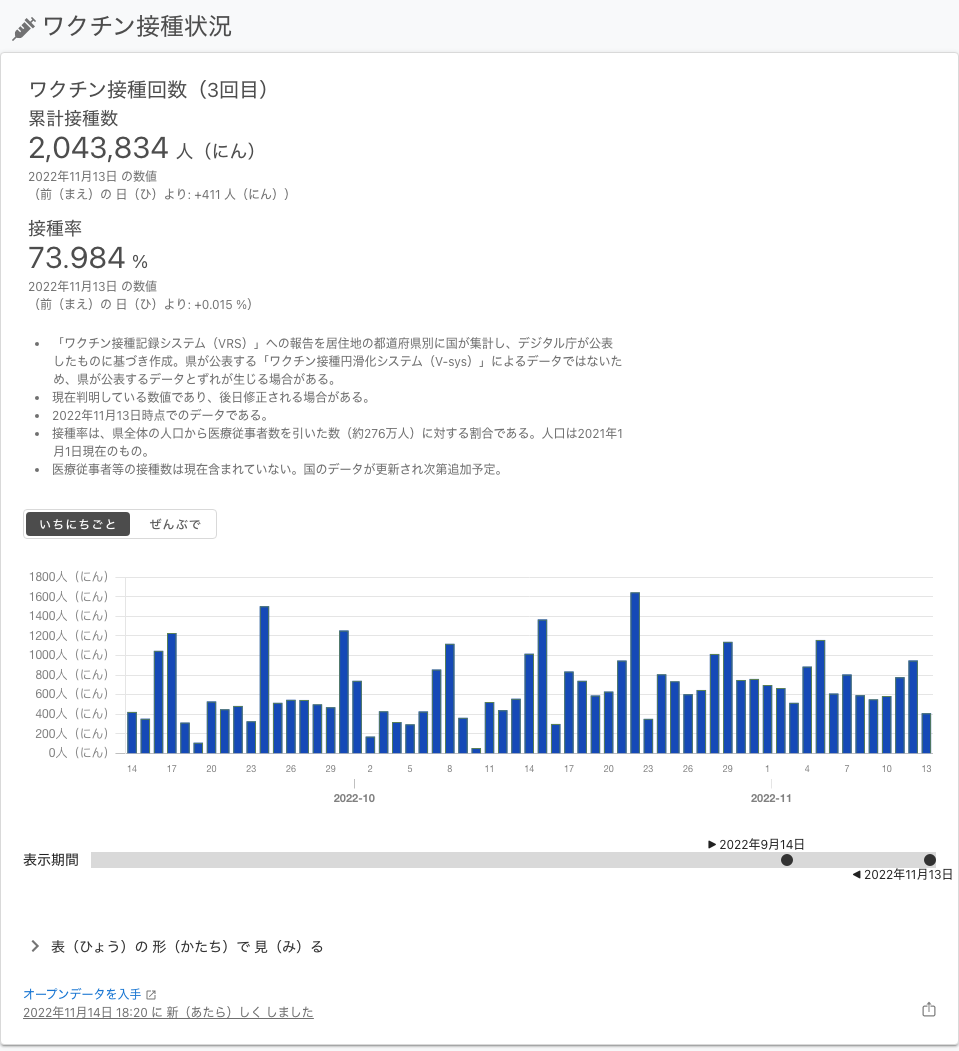 ワクチン接種状況
ワクチン接種回数（3回目）
累計接種数
2,043,834 人（にん）
2022年11月13日 の数値
（前（まえ）の 日（ひ）より: +411 人（にん））
接種率
73.984 %
2022年11月13日 の数値
（前（まえ）の 日（ひ）より: +0.015 %）
• 「ワクチン接種記録システム（VRS）」への報告を居住地の都道府県別に国が集計し、デジタル庁が公表
したものに基づき作成。県が公表する「ワクチン接種円滑化システム（V-sys）」によるデータではないた
め、県が公表するデータとずれが生じる場合がある。
• 現在判明している数値であり、後日修正される場合がある。
• 2022年11月13日時点でのデータである。
• 接種率は、県全体の人口から医療従事者数を引いた数（約276万人）に対する割合である。人口は2021年1
月1日現在のもの。
• 医療従事者等の接種数は現在含まれていない。国のデータが更新され次第追加予定。
いちにちごと ぜんぶで
1800人（にん）
1600人（にん）
1400人（にん）
1200人（にん）
1000人（にん）
800人（にん）
600人（にん）
400人（にん）
200人（にん）
0人（にん）
14 17 20 23 26 29 2 5 8 11 14 17 20 23 26 29 1 4 7 10 13
2022-10 2022-11
▶ 2022年9月14日
表示期間
◀ 2022年11月13日
表（ひょう）の 形（かたち）で 見（み）る
オープンデータを入手
2022年11月14日 18:20 に 新（あたら）しく しました